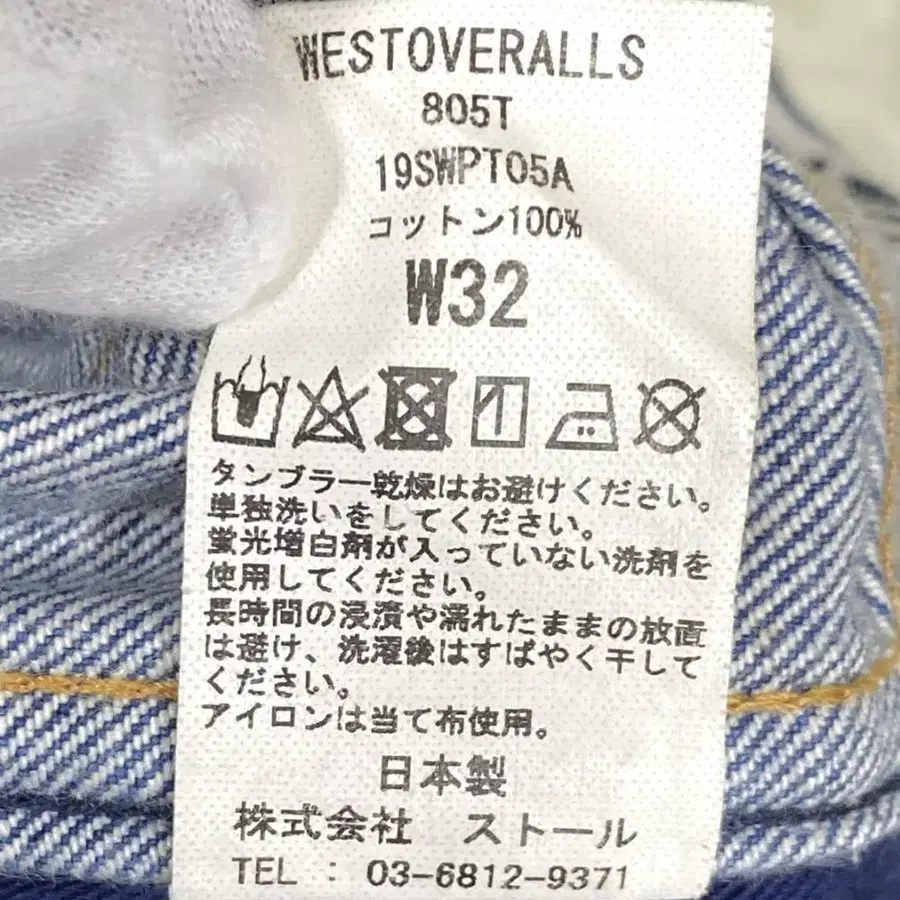 WESTOVERALLS
805T
19SWPT05A
コットン100%
W32
タンブラー乾燥はお避けください。
単独洗いをしてください。
蛍光増白剤が入っていない洗剤を
使用してください。
長時間の浸漬や濡れたままの放置
は避け、洗濯後はすばやく干して
ください。
アイロンは当て布使用。
日本製
株式会社 ストール
TEL : 03-6812-9371